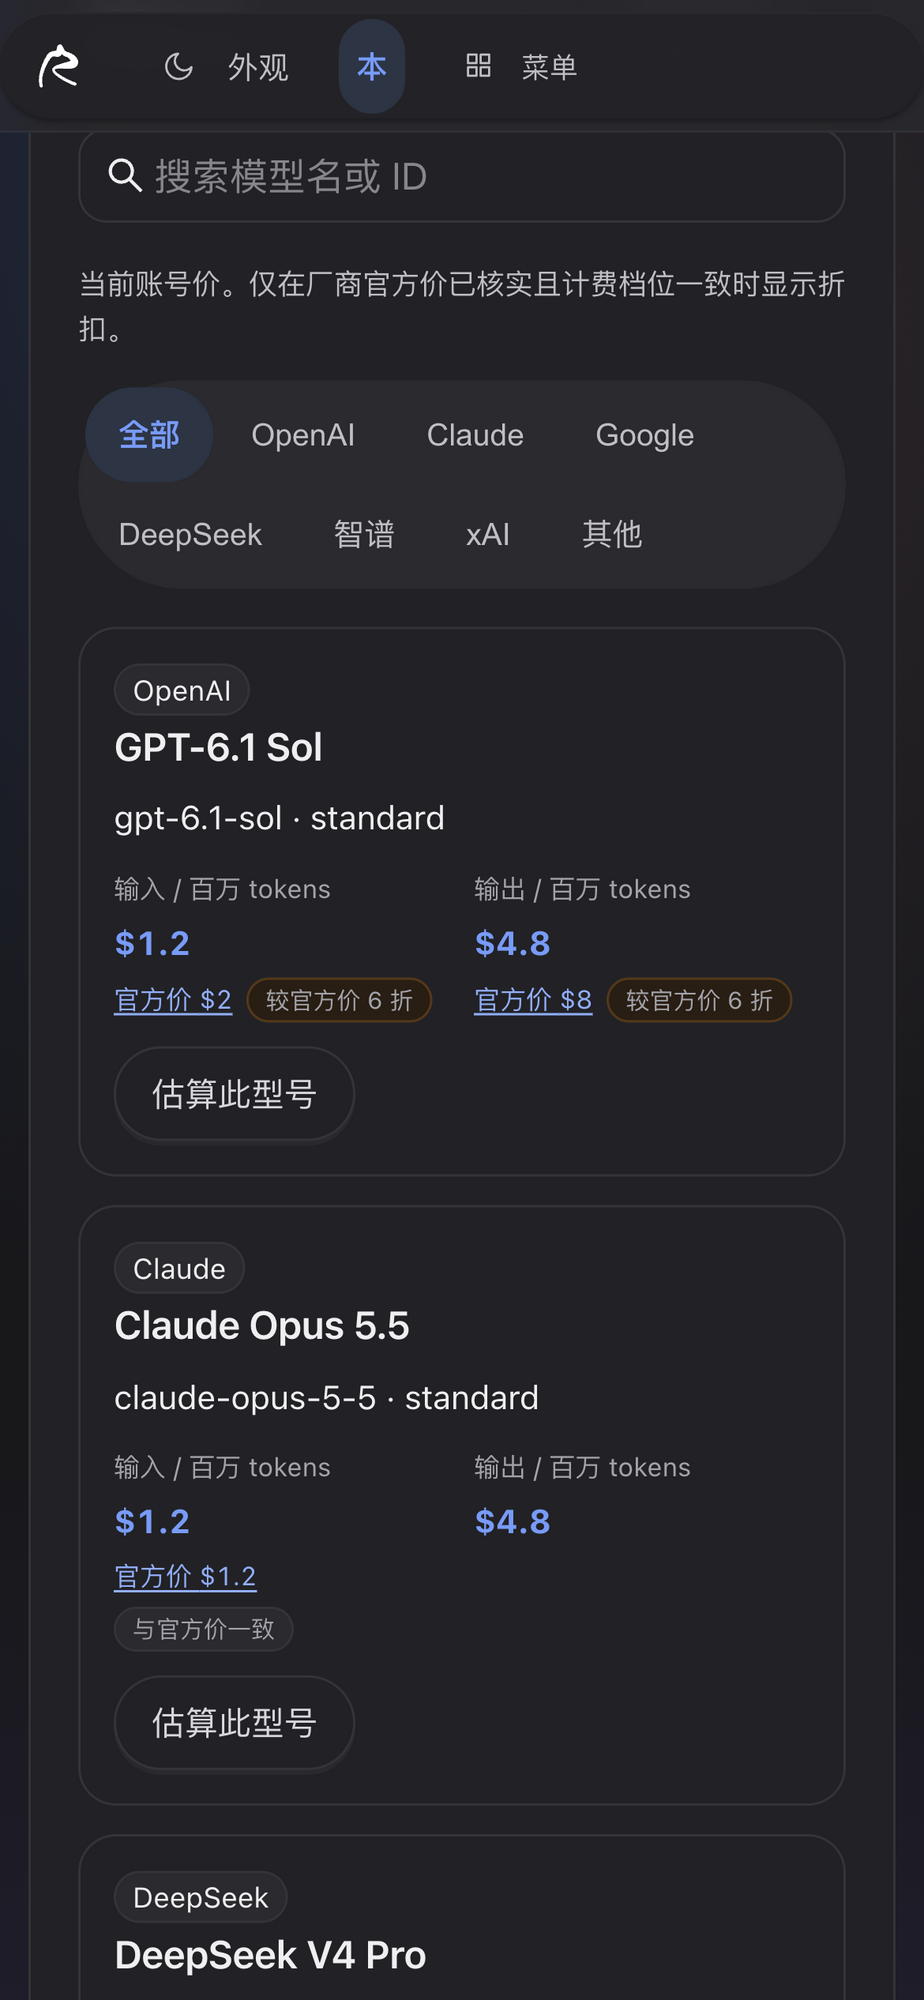 外观
本
菜单
搜索模型名或 ID
当前账号价。仅在厂商官方价已核实且计费档位一致时显示折
扣。
全部 OpenAI Claude Google
DeepSeek 智谱 xAI 其他
OpenAI
GPT-6.1 Sol
gpt-6.1-sol · standard
输入 / 百万 tokens 输出 / 百万 tokens
$1.2 $4.8
官方价 $2 较官方价 6 折 官方价 $8 较官方价 6 折
估算此型号
Claude
Claude Opus 5.5
claude-opus-5-5 · standard
输入 / 百万 tokens 输出 / 百万 tokens
$1.2 $4.8
官方价 $1.2
与官方价一致
估算此型号
DeepSeek
DeepSeek V4 Pro